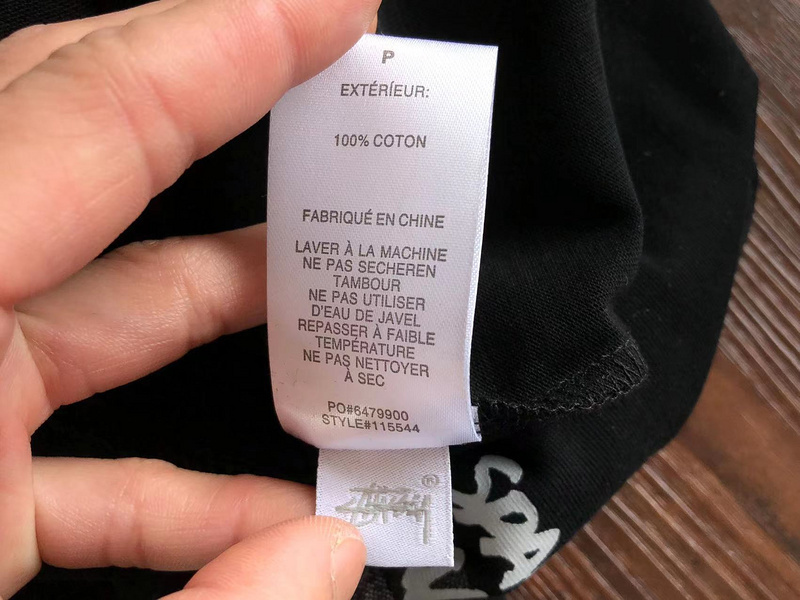 P
EXTÉRÍEUR:
100% COTON
FABRIQUÉ EN CHINE
LAVER À LA MACHINE
NE PAS SECHEREN
TAMBOUR
NE PAS UTILISER
D'EAU DE JAVEL
REPASSER À FAIBLE
TEMPÉRATURE
NE PAS NETTOYER
À SEC
PO#6479900
STYLE#115544
Stüssy ®